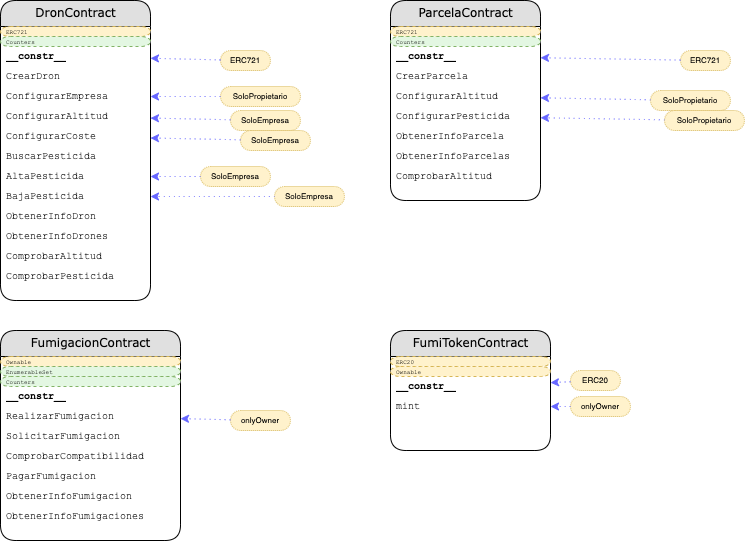 DronContract
ERC721
Counters
__constr__
ERC721
CrearDron
ConfigurarEmpresa
SoloPropietario
ConfigurarAltitud
SoloEmpresa
ConfigurarCoste
SoloEmpresa
BuscarPesticida
AltaPesticida
SoloEmpresa
BajaPesticida
SoloEmpresa
ObtenerInfoDron
ObtenerInfoDrones
ComprobarAltitud
ComprobarPesticida
ParcelaContract
ERC721
Counters
__constr__
ERC721
CrearParcela
ConfigurarAltitud
SoloPropietario
ConfigurarPesticida
SoloPropietario
ObtenerInfoParcela
ObtenerInfoParcelas
ComprobarAltitud
FumigacionContract
Ownable
EnumerableSet
Counters
__constr__
RealizarFumigacion
onlyOwner
SolicitarFumigacion
ComprobarCompatibilidad
PagarFumigacion
ObtenerInfoFumigacion
ObtenerInfoFumigaciones
FumiTokenContract
ERC20
Ownable
__constr__
ERC20
mint
onlyOwner